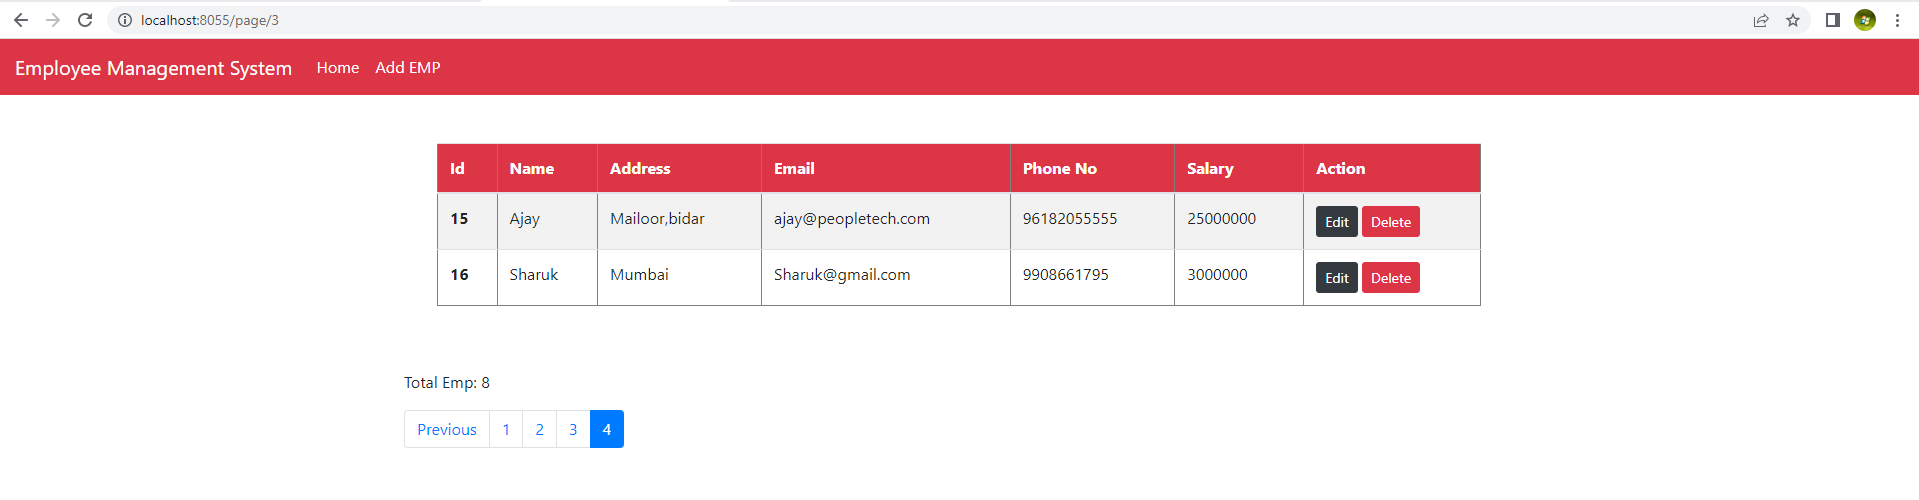 localhost:8055/page/3
Employee Management System Home Add EMP
Id Name Address Email Phone No Salary Action
15 Ajay Mailoor,bidar ajay@peopletech.com 96182055555 25000000 Edit Delete
16 Sharuk Mumbai Sharuk@gmail.com 9908661795 3000000 Edit Delete
Total Emp: 8
Previous 1 2 3 4